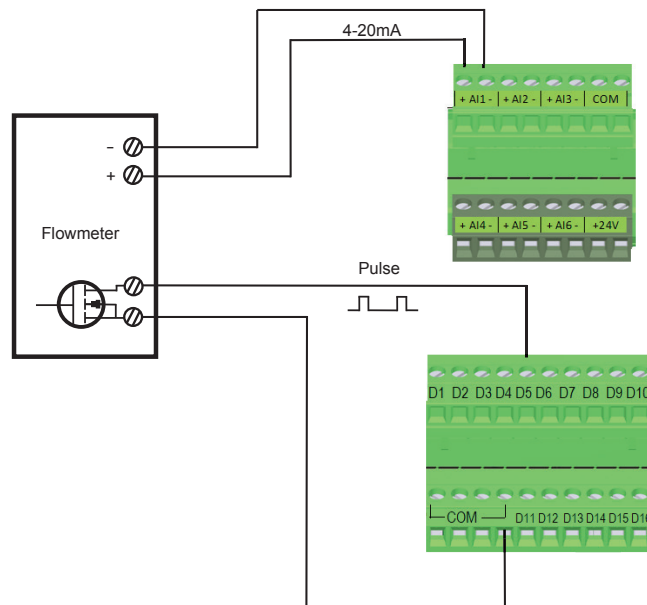 4-20mA
+ AI1 - + AI2 - + AI3 - COM
− 
+
Flowmeter
+ AI4 - + AI5 - + AI6 - +24V
Pulse
D1 D2 D3 D4 D5 D6 D7 D8 D9 D10
COM D11 D12 D13 D14 D15 D16